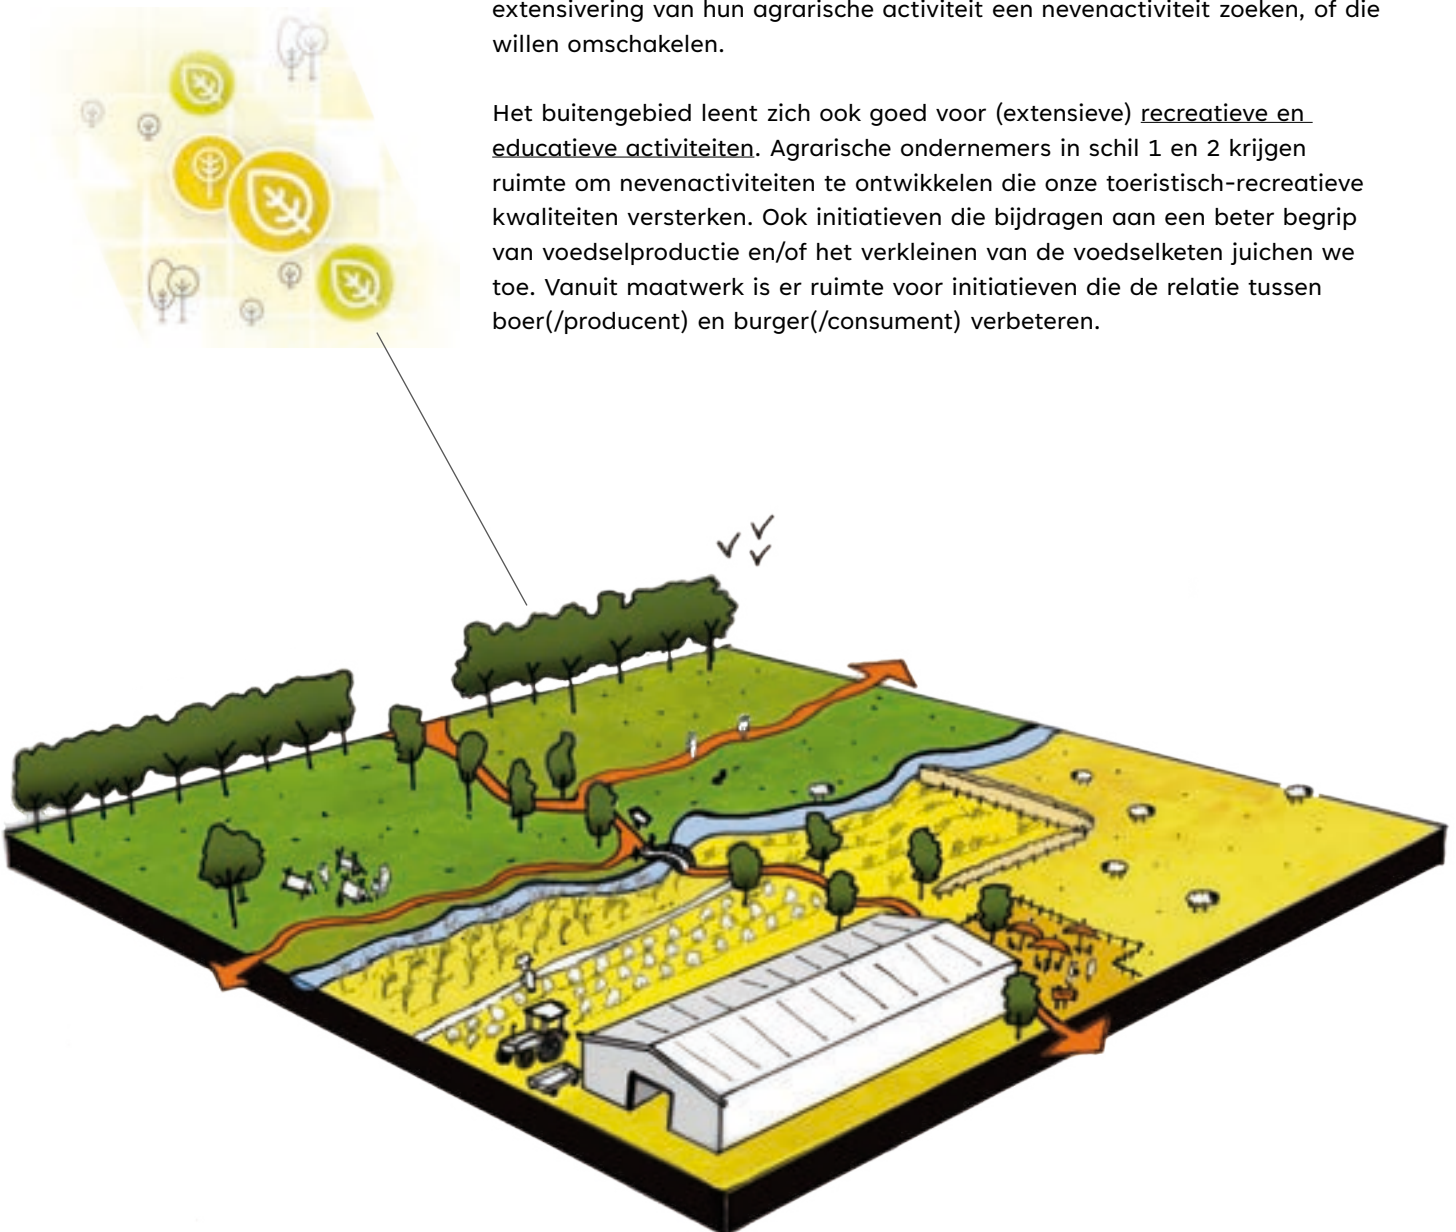 extensivering van hun agrarische activiteit een nevenactiviteit zoeken, of die
willen omschakelen.
Het buitengebied leent zich ook goed voor (extensieve) recreatieve en
educatieve activiteiten. Agrarische ondernemers in schil 1 en 2 krijgen
ruimte om nevenactiviteiten te ontwikkelen die onze toeristisch-recreatieve
kwaliteiten versterken. Ook initiatieven die bijdragen aan een beter begrip
van voedselproductie en/of het verkleinen van de voedselketen juichen we
toe. Vanuit maatwerk is er ruimte voor initiatieven die de relatie tussen
boer(/producent) en burger(/consument) verbeteren.